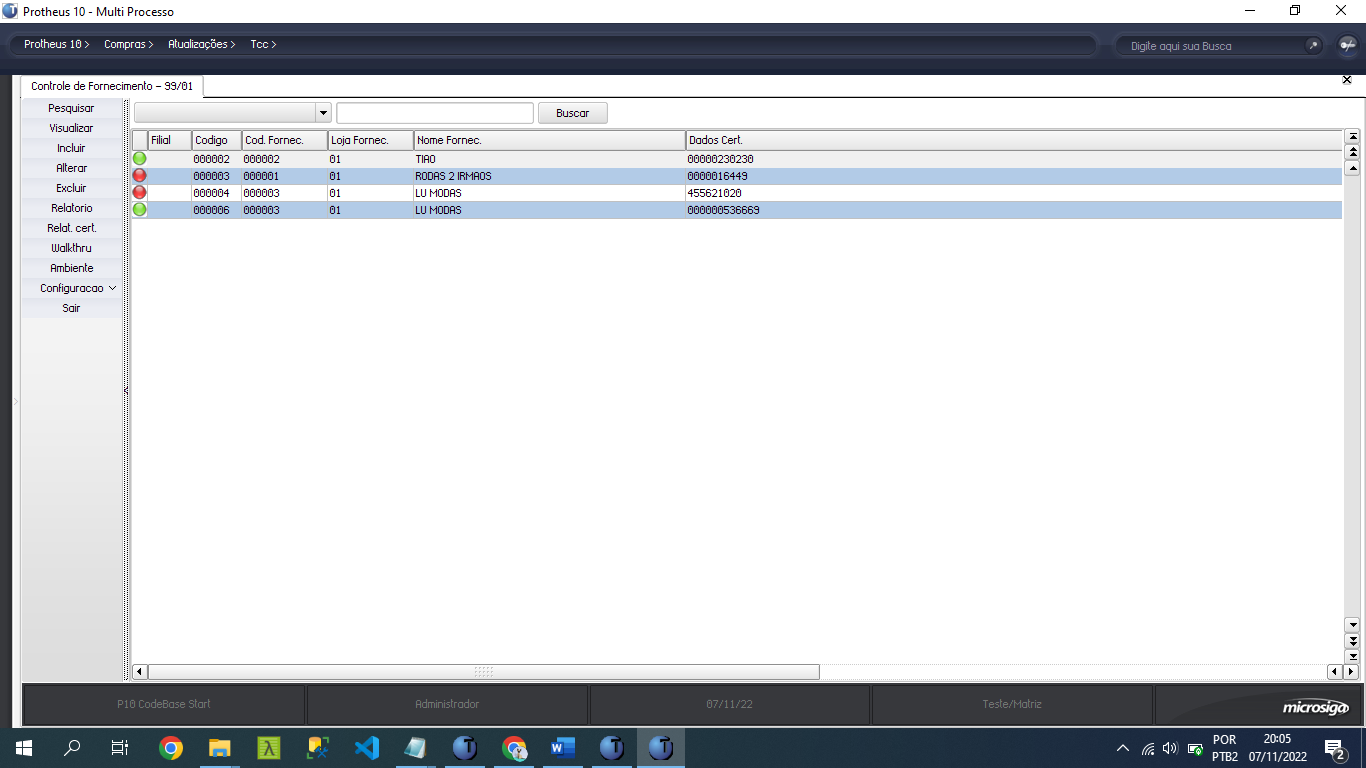 Protheus 10 - Multi Processo
Protheus 10 > Compras > Atualizações > Tcc >
Digite aqui sua Busca
Controle de Fornecimento - 99/01
Pesquisar
Visualizar
Incluir
Alterar
Excluir
Relatorio
Relat. cert.
Walkthru
Ambiente
Configuracao
Sair
Buscar
Filial Codigo Cod. Fornec. Loja Fornec. Nome Fornec. Dados Cert.
000002 000002 01 TIAO 00000230230
000003 000001 01 RODAS 2 IRMAOS 0000016449
000004 000003 01 LU MODAS 455621020
000006 000003 01 LU MODAS 000000536669
P10 CodeBase Start Administrador 07/11/22 Teste/Matriz microsiga
POR
PTB2
20:05
07/11/2022
2